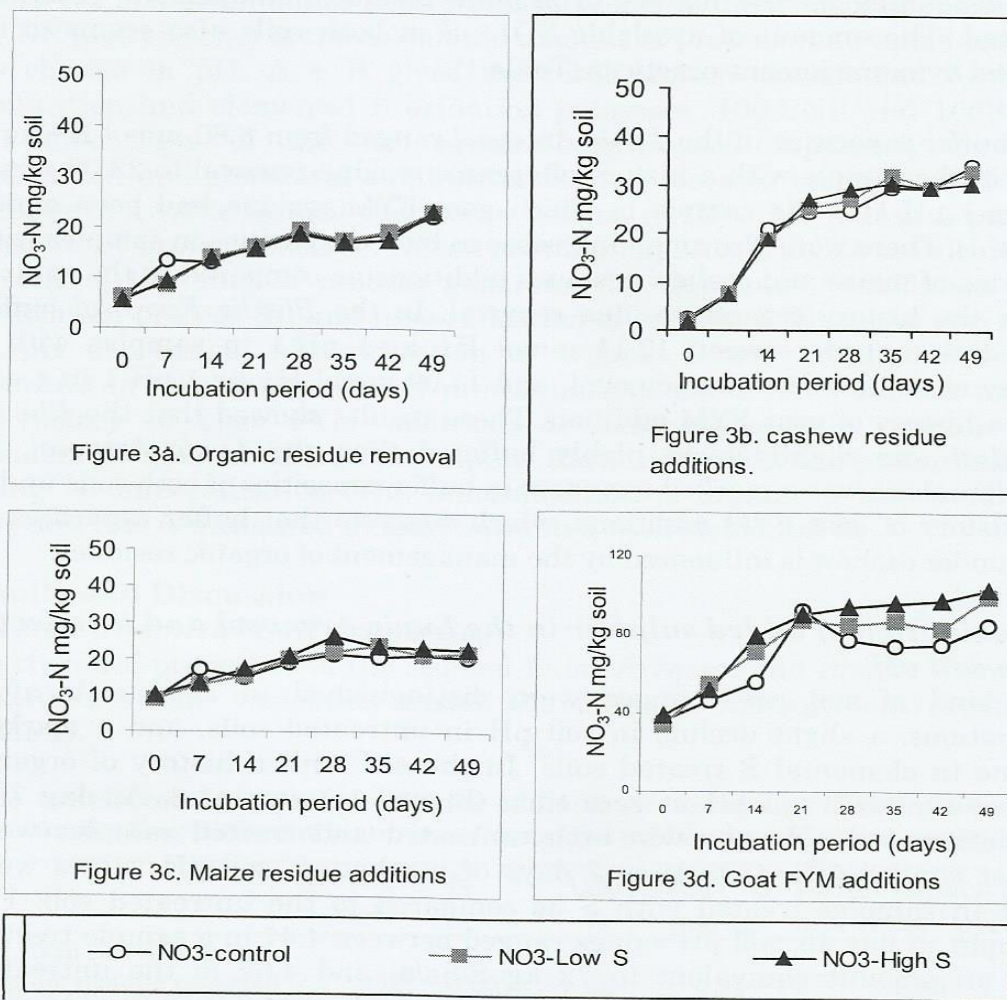 50
40
30
20
10
0
NO3-N mg/kg soil
0 7 14 21 28 35 42 49
Incubation period (days)
Figure 3a. Organic residue removal
50
40
30
20
10
0
NO3-N mg/kg soil
0 7 14 21 28 35 42 49
Incubation period (days)
Figure 3b. cashew residue
additions.
50
40
30
20
10
0
NO3-N mg/kg soil
0 7 14 21 28 35 42 49
Incubation period (days)
Figure 3c. Maize residue additions
120
80
40
0
NO3-N mg/kg soil
0 7 14 21 28 35 42 49
Incubation period (days)
Figure 3d. Goat FYM additions
NO3-control NO3-Low S NO3-High S